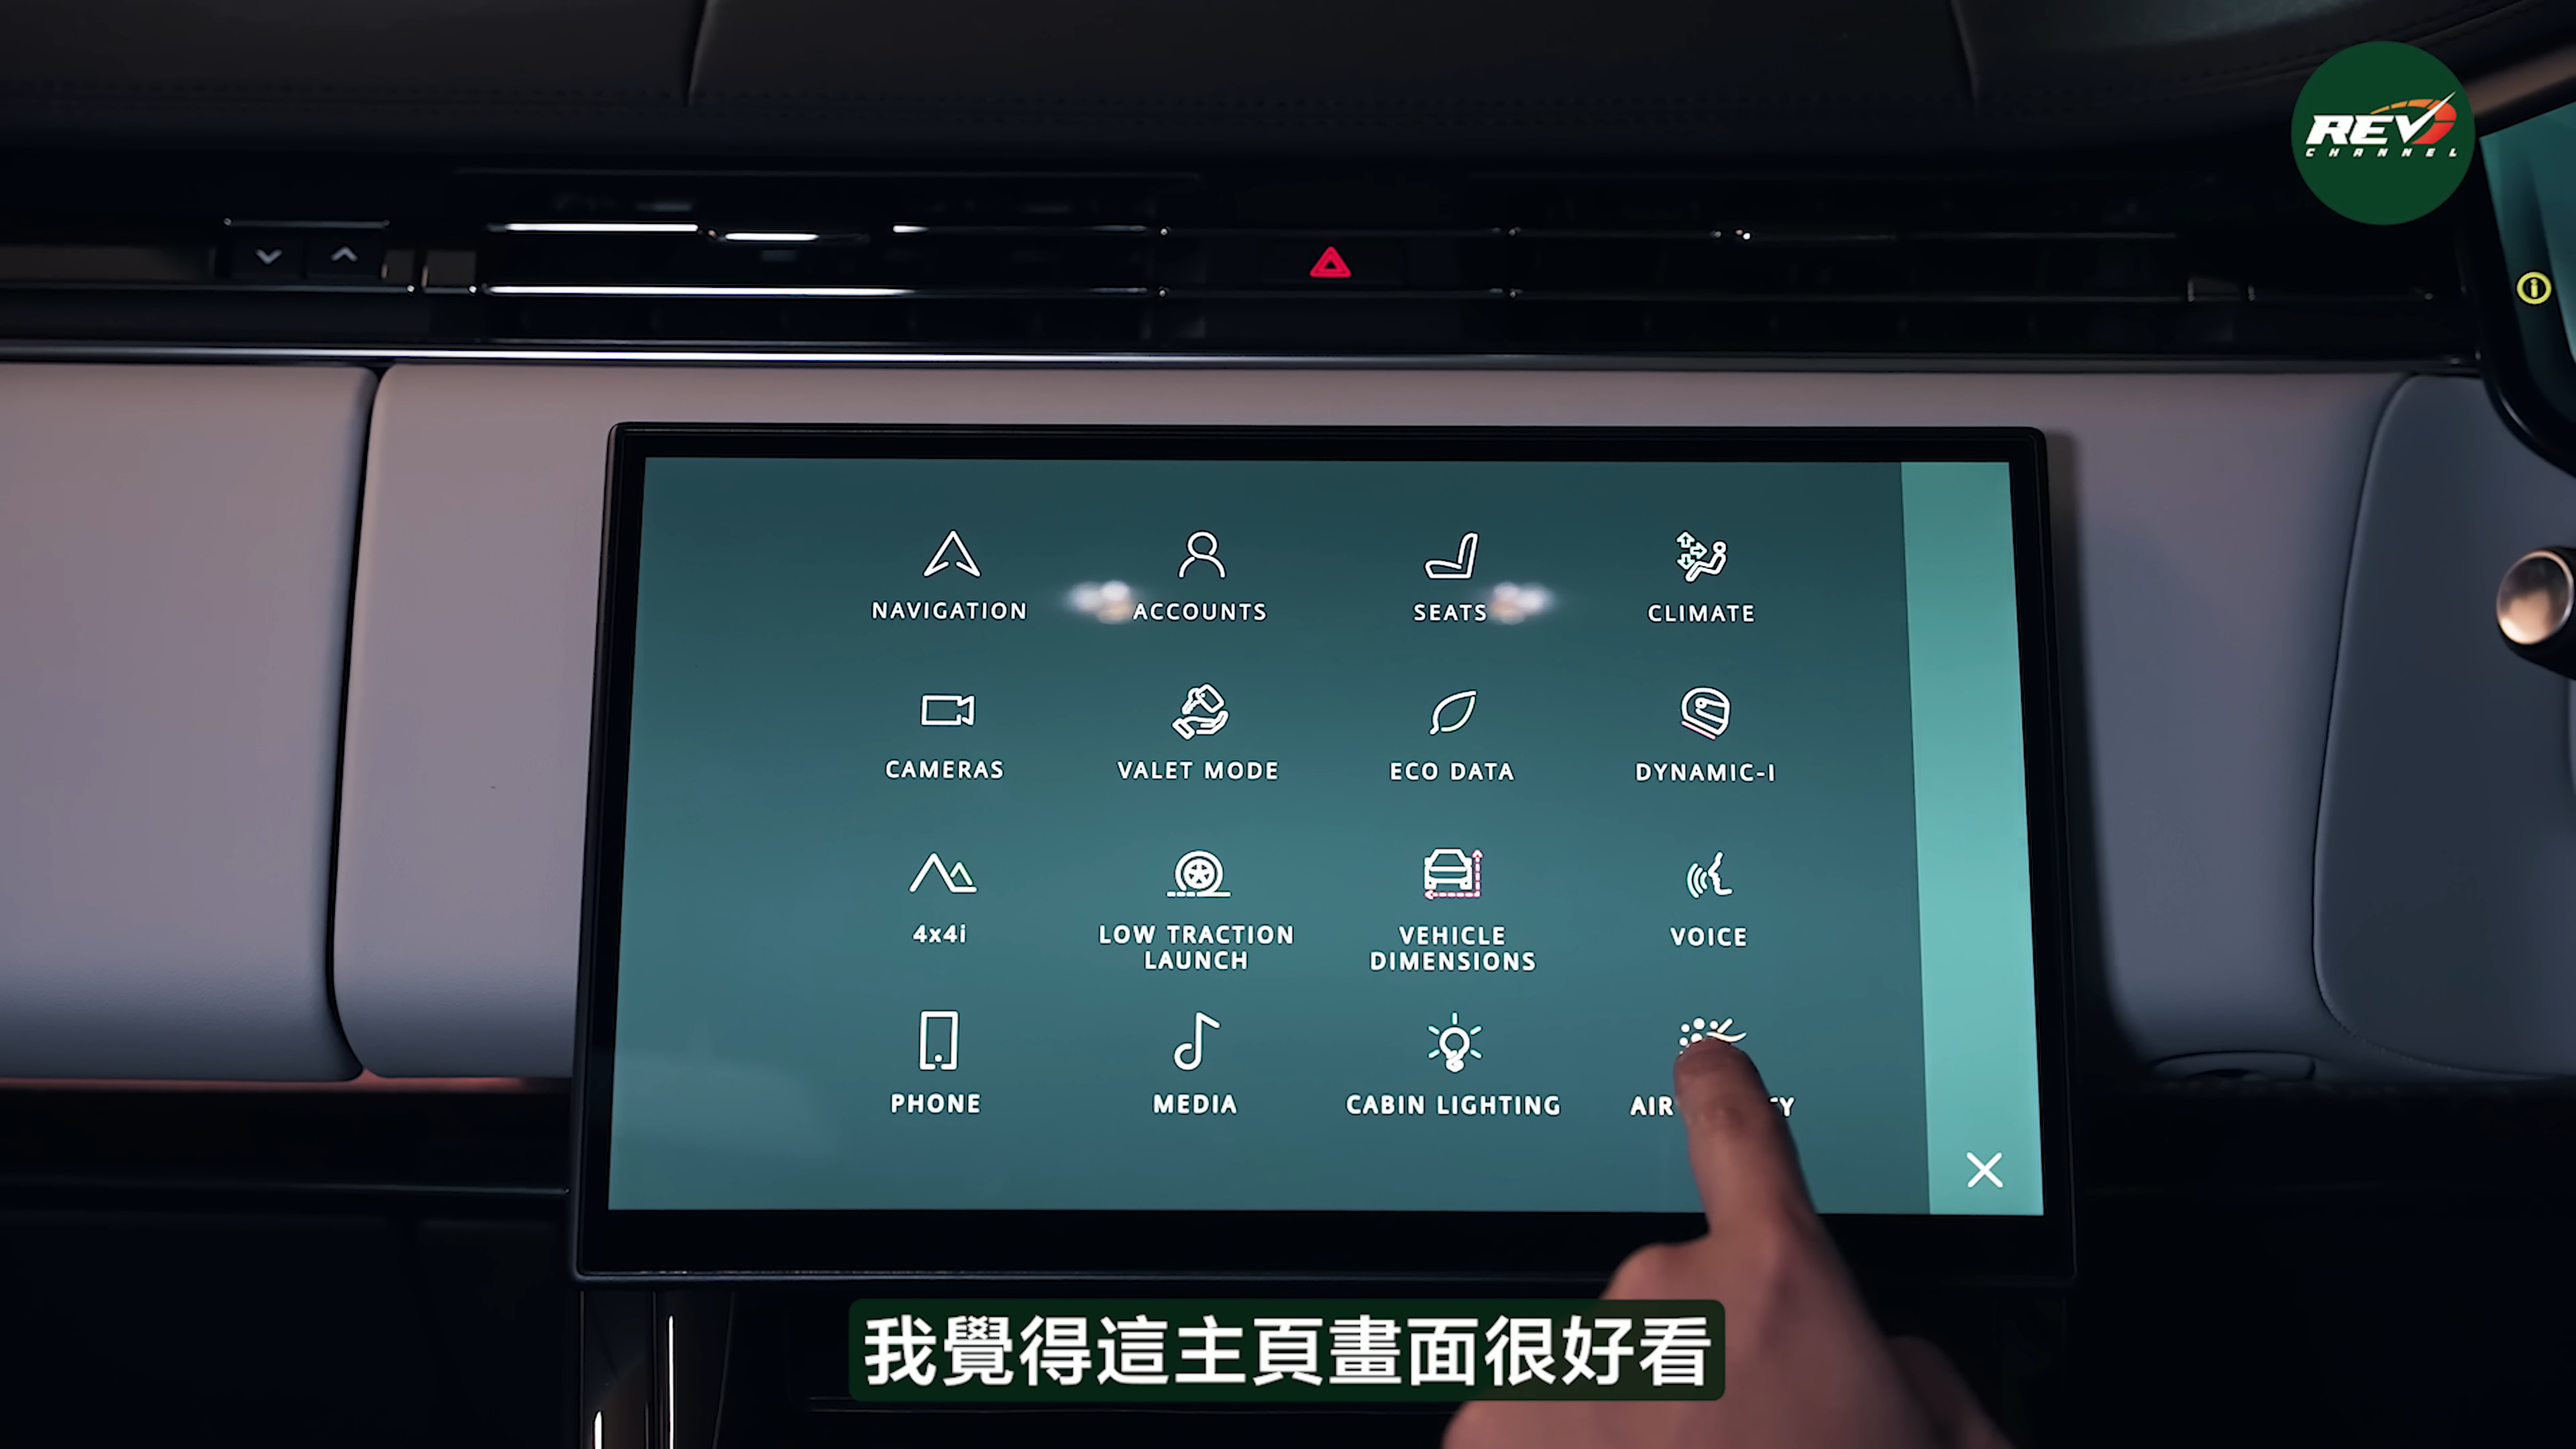 REV
CHANNEL
NAVIGATION
ACCOUNTS
SEATS
CLIMATE
CAMERAS
VALET MODE
ECO DATA
DYNAMIC-I
4x4i
LOW TRACTION
LAUNCH
VEHICLE
DIMENSIONS
VOICE
PHONE
MEDIA
CABIN LIGHTING
AIR
我覺得這主頁畫面很好看